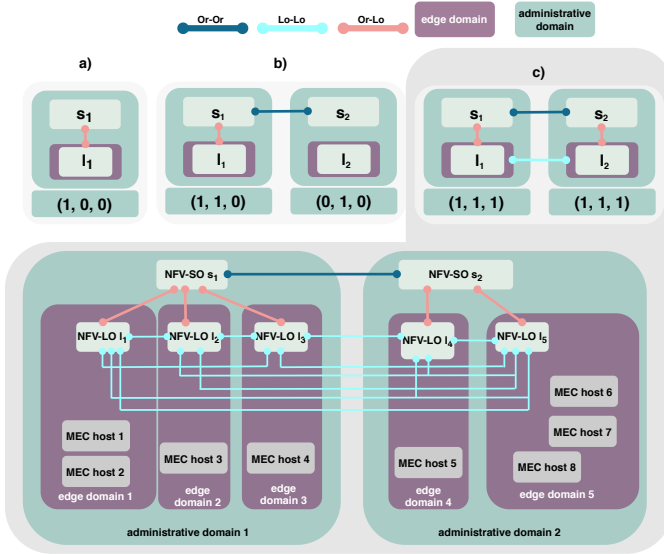 Or-Or Lo-Lo Or-Lo edge domain administrative domain
a) b) c)
s1 s1 s2 s1 s2
l1 l1 l2 l1 l2
(1, 0, 0) (1, 1, 0) (0, 1, 0) (1, 1, 1) (1, 1, 1)
NFV-SO s1 NFV-SO s2
NFV-LO l1 NFV-LO l2 NFV-LO l3 NFV-LO l4 NFV-LO l5
MEC host 6
MEC host 1 MEC host 7
MEC host 2 MEC host 3 MEC host 4 MEC host 5 MEC host 8
edge domain 1 edge domain 2 edge domain 3 edge domain 4 edge domain 5
administrative domain 1 administrative domain 2